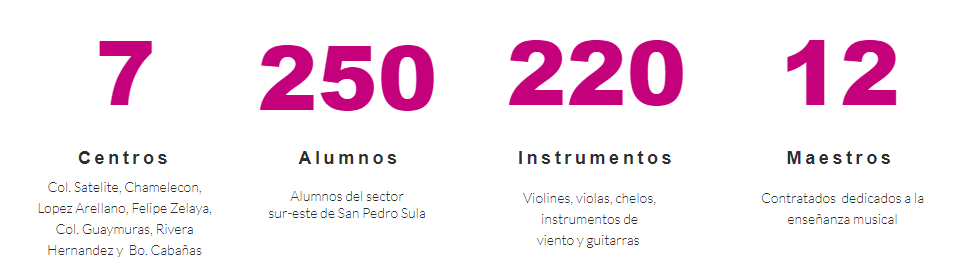 7
Centros
Col. Satelite, Chamelecon,
Lopez Arellano, Felipe Zelaya,
Col. Guaymuras, Rivera
Hernandez y Bo. Cabañas
250
Alumnos
Alumnos del sector
sur-este de San Pedro Sula
220
Instrumentos
Violines, violas, chelos,
instrumentos de
viento y guitarras
12
Maestros
Contratados dedicados a la
enseñanza musical